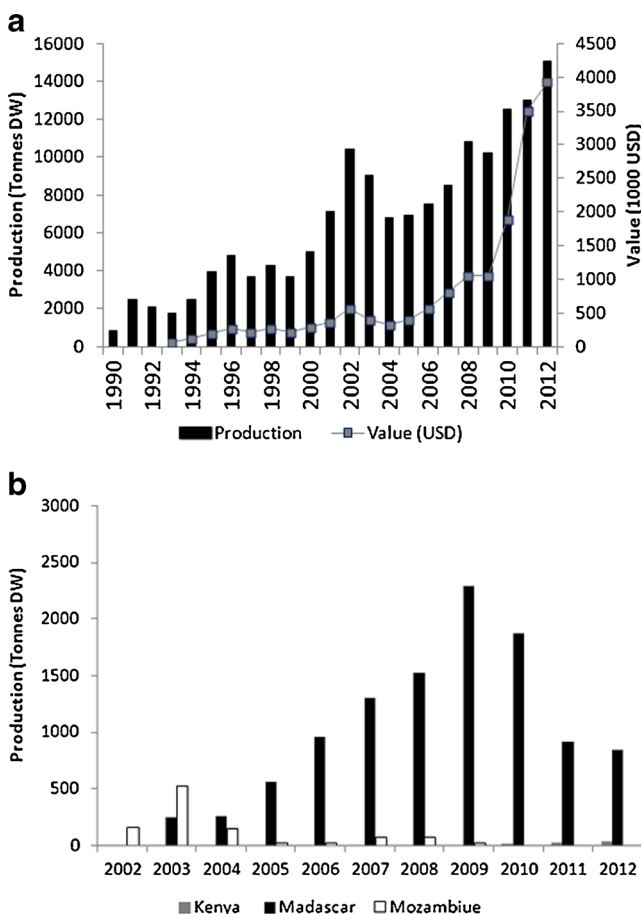 a
Production (Tonnes DW)
16000
14000
12000
10000
8000
6000
4000
2000
0
4500
4000
3500
3000
2500
2000
1500
1000
500
0
Value (1000 USD)
1990 1992 1994 1996 1998 2000 2002 2004 2006 2008 2010 2012
Production Value (USD)
b
Production (Tonnes DW)
3000
2500
2000
1500
1000
500
0
2002 2003 2004 2005 2006 2007 2008 2009 2010 2011 2012
Kenya Madascar Mozambiue